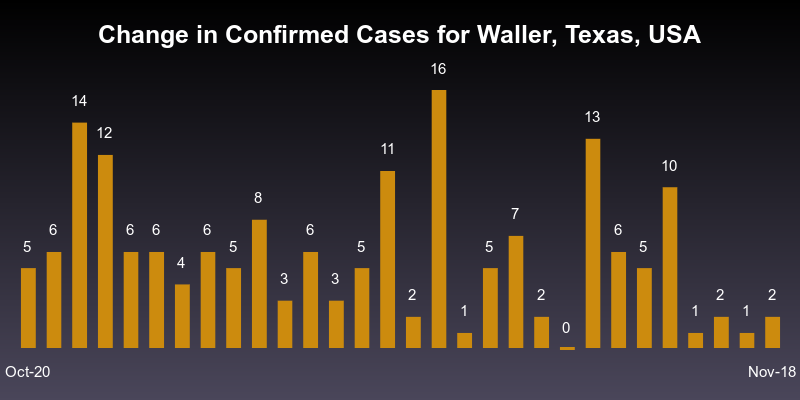 Change in Confirmed Cases for Waller, Texas, USA
5 6 14 12 6 6 4 6 5 8 3 6 3 5 11 2 16 1 5 7 2 0 13 6 5 10 1 2 1 2
Oct-20 Nov-18